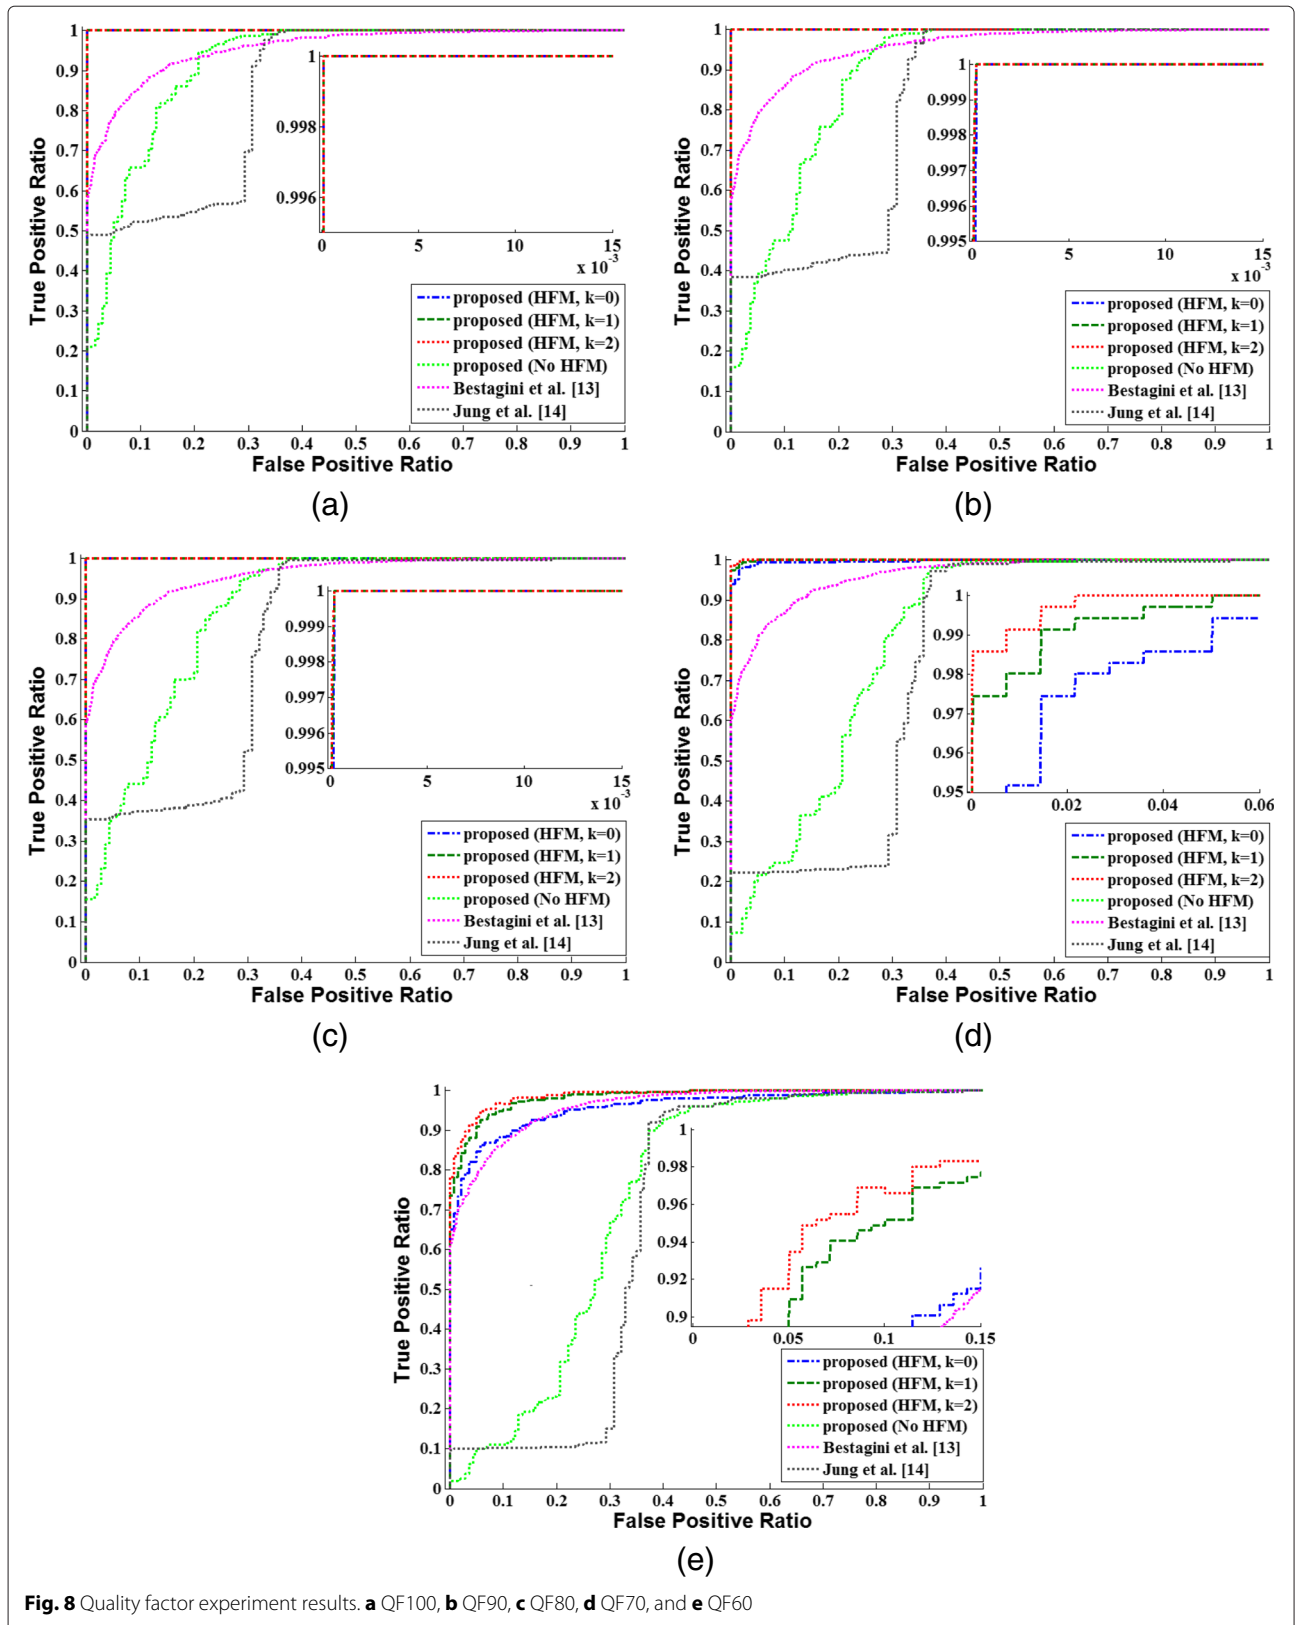 1
0.9
0.8
0.7
0.6
0.5
0.4
0.3
0.2
0.1
0
True Positive Ratio
1
0.998
0.996
0 5 10 15
x 10⁻³
proposed (HFM, k=0)
proposed (HFM, k=1)
proposed (HFM, k=2)
proposed (No HFM)
Bestagini et al. [13]
Jung et al. [14]
0 0.1 0.2 0.3 0.4 0.5 0.6 0.7 0.8 0.9 1
False Positive Ratio
(a)
1
0.9
0.8
0.7
0.6
0.5
0.4
0.3
0.2
0.1
0
True Positive Ratio
1
0.999
0.998
0.997
0.996
0.995
0 5 10 15
x 10⁻³
proposed (HFM, k=0)
proposed (HFM, k=1)
proposed (HFM, k=2)
proposed (No HFM)
Bestagini et al. [13]
Jung et al. [14]
0 0.1 0.2 0.3 0.4 0.5 0.6 0.7 0.8 0.9 1
False Positive Ratio
(b)
1
0.9
0.8
0.7
0.6
0.5
0.4
0.3
0.2
0.1
0
True Positive Ratio
1
0.999
0.998
0.997
0.996
0.995
0 5 10 15
x 10⁻³
proposed (HFM, k=0)
proposed (HFM, k=1)
proposed (HFM, k=2)
proposed (No HFM)
Bestagini et al. [13]
Jung et al. [14]
0 0.1 0.2 0.3 0.4 0.5 0.6 0.7 0.8 0.9 1
False Positive Ratio
(c)
1
0.9
0.8
0.7
0.6
0.5
0.4
0.3
0.2
0.1
0
True Positive Ratio
1
0.99
0.98
0.97
0.96
0.95
0 0.02 0.04 0.06
proposed (HFM, k=0)
proposed (HFM, k=1)
proposed (HFM, k=2)
proposed (No HFM)
Bestagini et al. [13]
Jung et al. [14]
0 0.1 0.2 0.3 0.4 0.5 0.6 0.7 0.8 0.9 1
False Positive Ratio
(d)
1
0.9
0.8
0.7
0.6
0.5
0.4
0.3
0.2
0.1
0
True Positive Ratio
1
0.98
0.96
0.94
0.92
0.9
0 0.05 0.1 0.15
proposed (HFM, k=0)
proposed (HFM, k=1)
proposed (HFM, k=2)
proposed (No HFM)
Bestagini et al. [13]
Jung et al. [14]
0 0.1 0.2 0.3 0.4 0.5 0.6 0.7 0.8 0.9 1
False Positive Ratio
(e)
Fig. 8 Quality factor experiment results. a QF100, b QF90, c QF80, d QF70, and e QF60